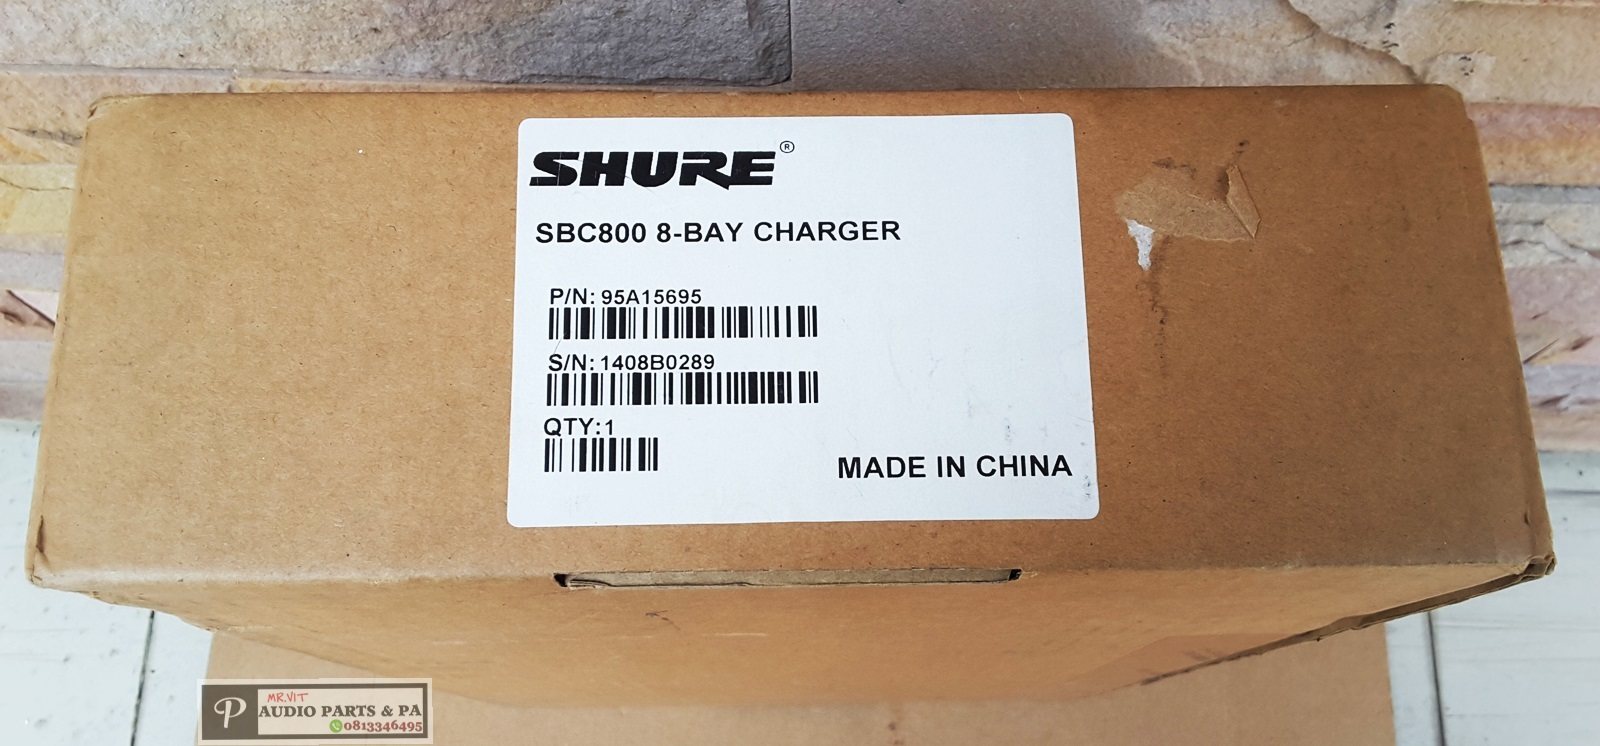 SHURE®
SBC800 8-BAY CHARGER
P/N: 95A15695
S/N: 1408B0289
QTY:1
MADE IN CHINA
P
MR.VIT
AUDIO PARTS & PA
0813346495